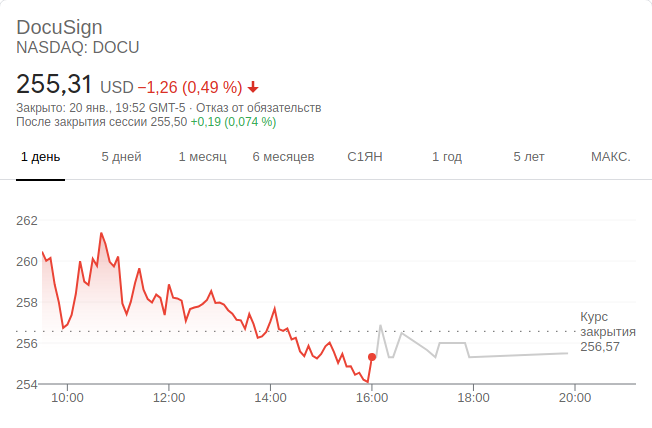 DocuSign
NASDAQ: DOCU
255,31 USD −1,26 (0,49 %)
Закрыто: 20 янв., 19:52 GMT-5 · Отказ от обязательств
После закрытия сессии 255,50 +0,19 (0,074 %)
1 день 5 дней 1 месяц 6 месяцев С1ЯН 1 год 5 лет МАКС.
262
260
258
256
254
Курс
закрытия
256,57
10:00 12:00 14:00 16:00 18:00 20:00